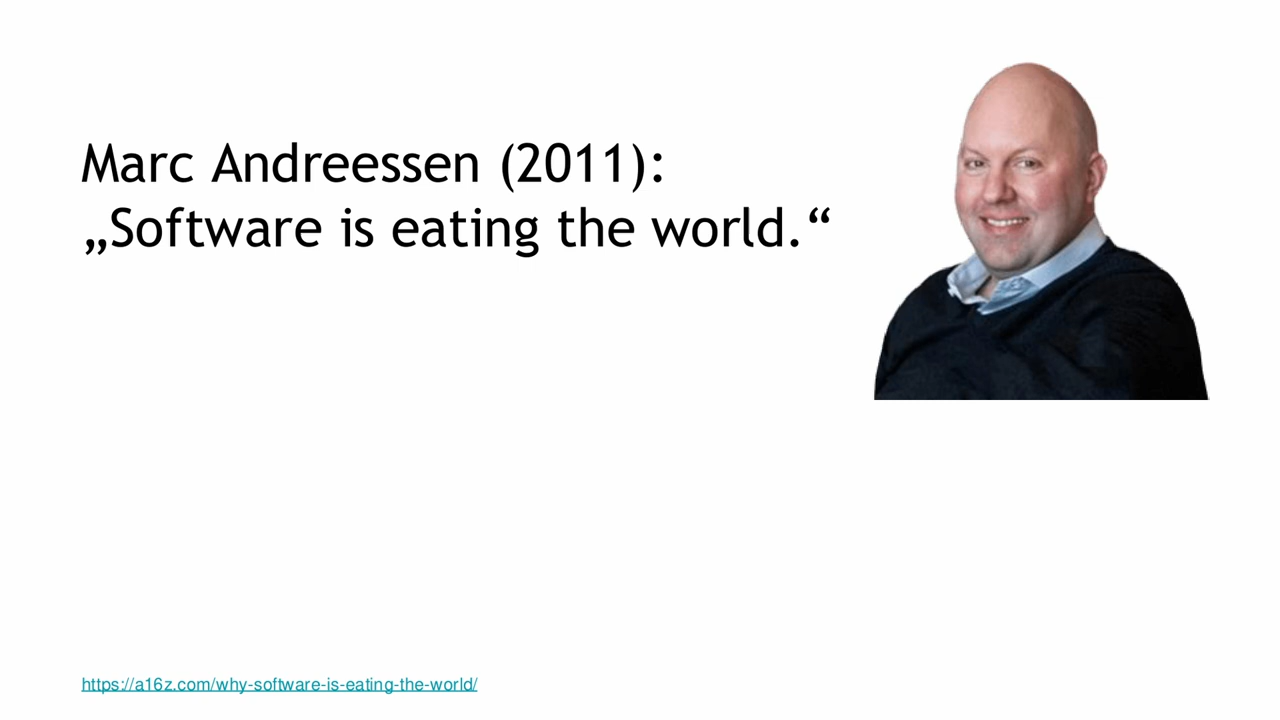 Marc Andreessen (2011):
„Software is eating the world.“
https://a16z.com/why-software-is-eating-the-world/